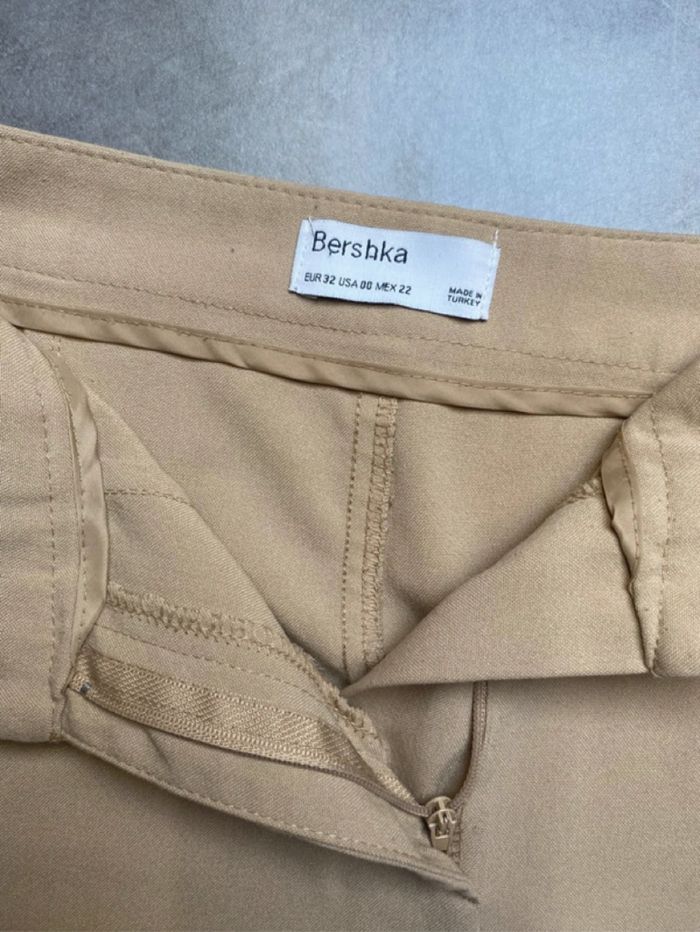 Bershka
EUR 32 USA 00 MEX 22
MADE IN
TURKEY